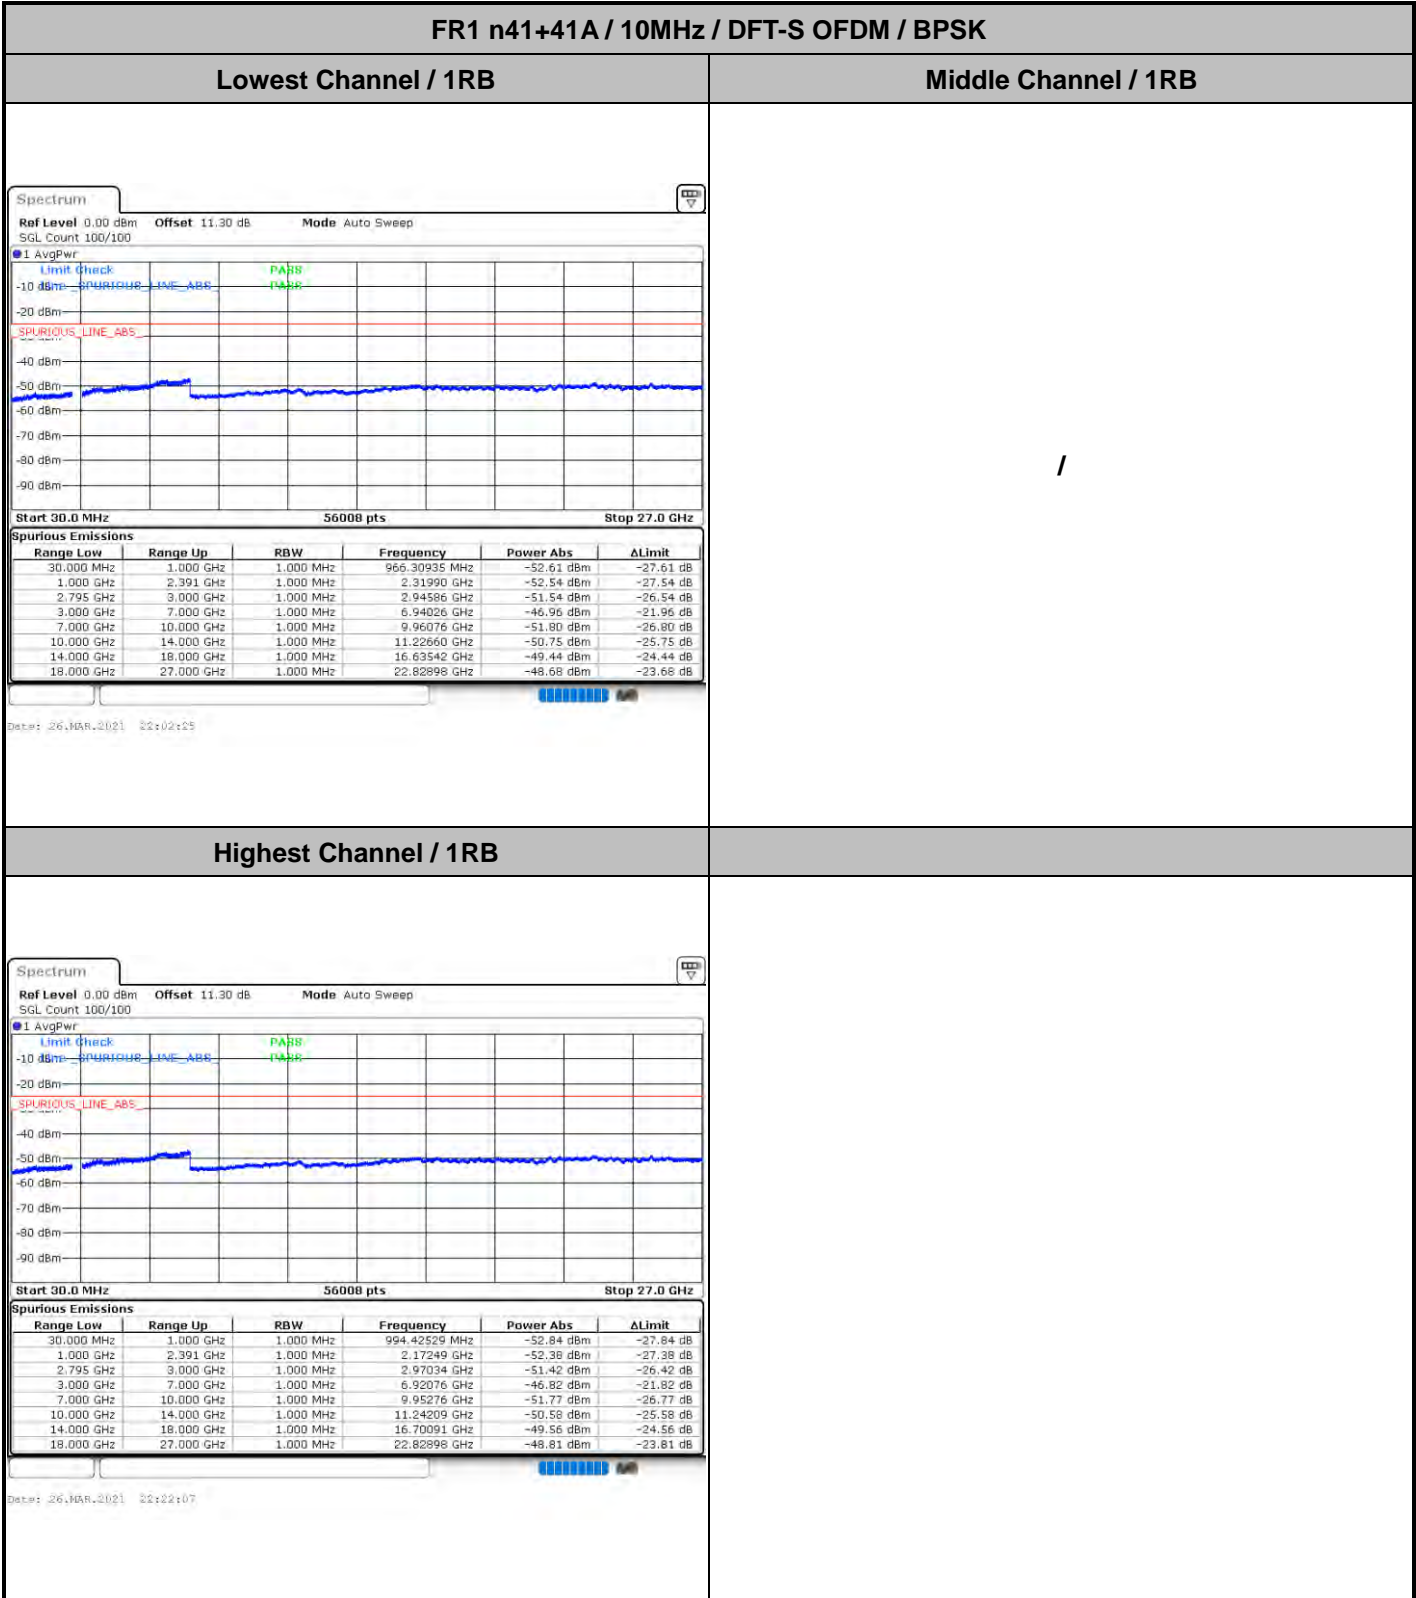 FR1 n41+41A / 10MHz / DFT-S OFDM / BPSK
Lowest Channel / 1RB
Middle Channel / 1RB
Spectrum
Ref Level 0.00 dBm Offset 11.30 dB Mode Auto Sweep
SGL Count 100/100
1 AvgPwr
Limit Check PASS
-10 dBm
Line _SPURIOUS_LINE_ABS_ PASS
-20 dBm
_SPURIOUS_LINE_ABS_
-40 dBm
-50 dBm
-60 dBm
-70 dBm
-80 dBm
-90 dBm
Start 30.0 MHz 56008 pts Stop 27.0 GHz
Spurious Emissions
Range Low Range Up RBW Frequency Power Abs ΔLimit
30.000 MHz 1.000 GHz 1.000 MHz 966.30935 MHz -52.61 dBm -27.61 dB
1.000 GHz 2.391 GHz 1.000 MHz 2.31990 GHz -52.54 dBm -27.54 dB
2.795 GHz 3.000 GHz 1.000 MHz 2.94586 GHz -51.54 dBm -26.54 dB
3.000 GHz 7.000 GHz 1.000 MHz 6.94026 GHz -46.96 dBm -21.96 dB
7.000 GHz 10.000 GHz 1.000 MHz 9.96076 GHz -51.80 dBm -26.80 dB
10.000 GHz 14.000 GHz 1.000 MHz 11.22660 GHz -50.75 dBm -25.75 dB
14.000 GHz 18.000 GHz 1.000 MHz 16.63542 GHz -49.44 dBm -24.44 dB
18.000 GHz 27.000 GHz 1.000 MHz 22.82898 GHz -48.68 dBm -23.68 dB
Date: 26.MAR.2021 22:02:25
/
Highest Channel / 1RB
Spectrum
Ref Level 0.00 dBm Offset 11.30 dB Mode Auto Sweep
SGL Count 100/100
1 AvgPwr
Limit Check PASS
-10 dBm
Line _SPURIOUS_LINE_ABS_ PASS
-20 dBm
_SPURIOUS_LINE_ABS_
-40 dBm
-50 dBm
-60 dBm
-70 dBm
-80 dBm
-90 dBm
Start 30.0 MHz 56008 pts Stop 27.0 GHz
Spurious Emissions
Range Low Range Up RBW Frequency Power Abs ΔLimit
30.000 MHz 1.000 GHz 1.000 MHz 994.42529 MHz -52.84 dBm -27.84 dB
1.000 GHz 2.391 GHz 1.000 MHz 2.17249 GHz -52.38 dBm -27.38 dB
2.795 GHz 3.000 GHz 1.000 MHz 2.97034 GHz -51.42 dBm -26.42 dB
3.000 GHz 7.000 GHz 1.000 MHz 6.92076 GHz -46.82 dBm -21.82 dB
7.000 GHz 10.000 GHz 1.000 MHz 9.95276 GHz -51.77 dBm -26.77 dB
10.000 GHz 14.000 GHz 1.000 MHz 11.24209 GHz -50.58 dBm -25.58 dB
14.000 GHz 18.000 GHz 1.000 MHz 16.70091 GHz -49.56 dBm -24.56 dB
18.000 GHz 27.000 GHz 1.000 MHz 22.82898 GHz -48.81 dBm -23.81 dB
Date: 26.MAR.2021 22:22:07